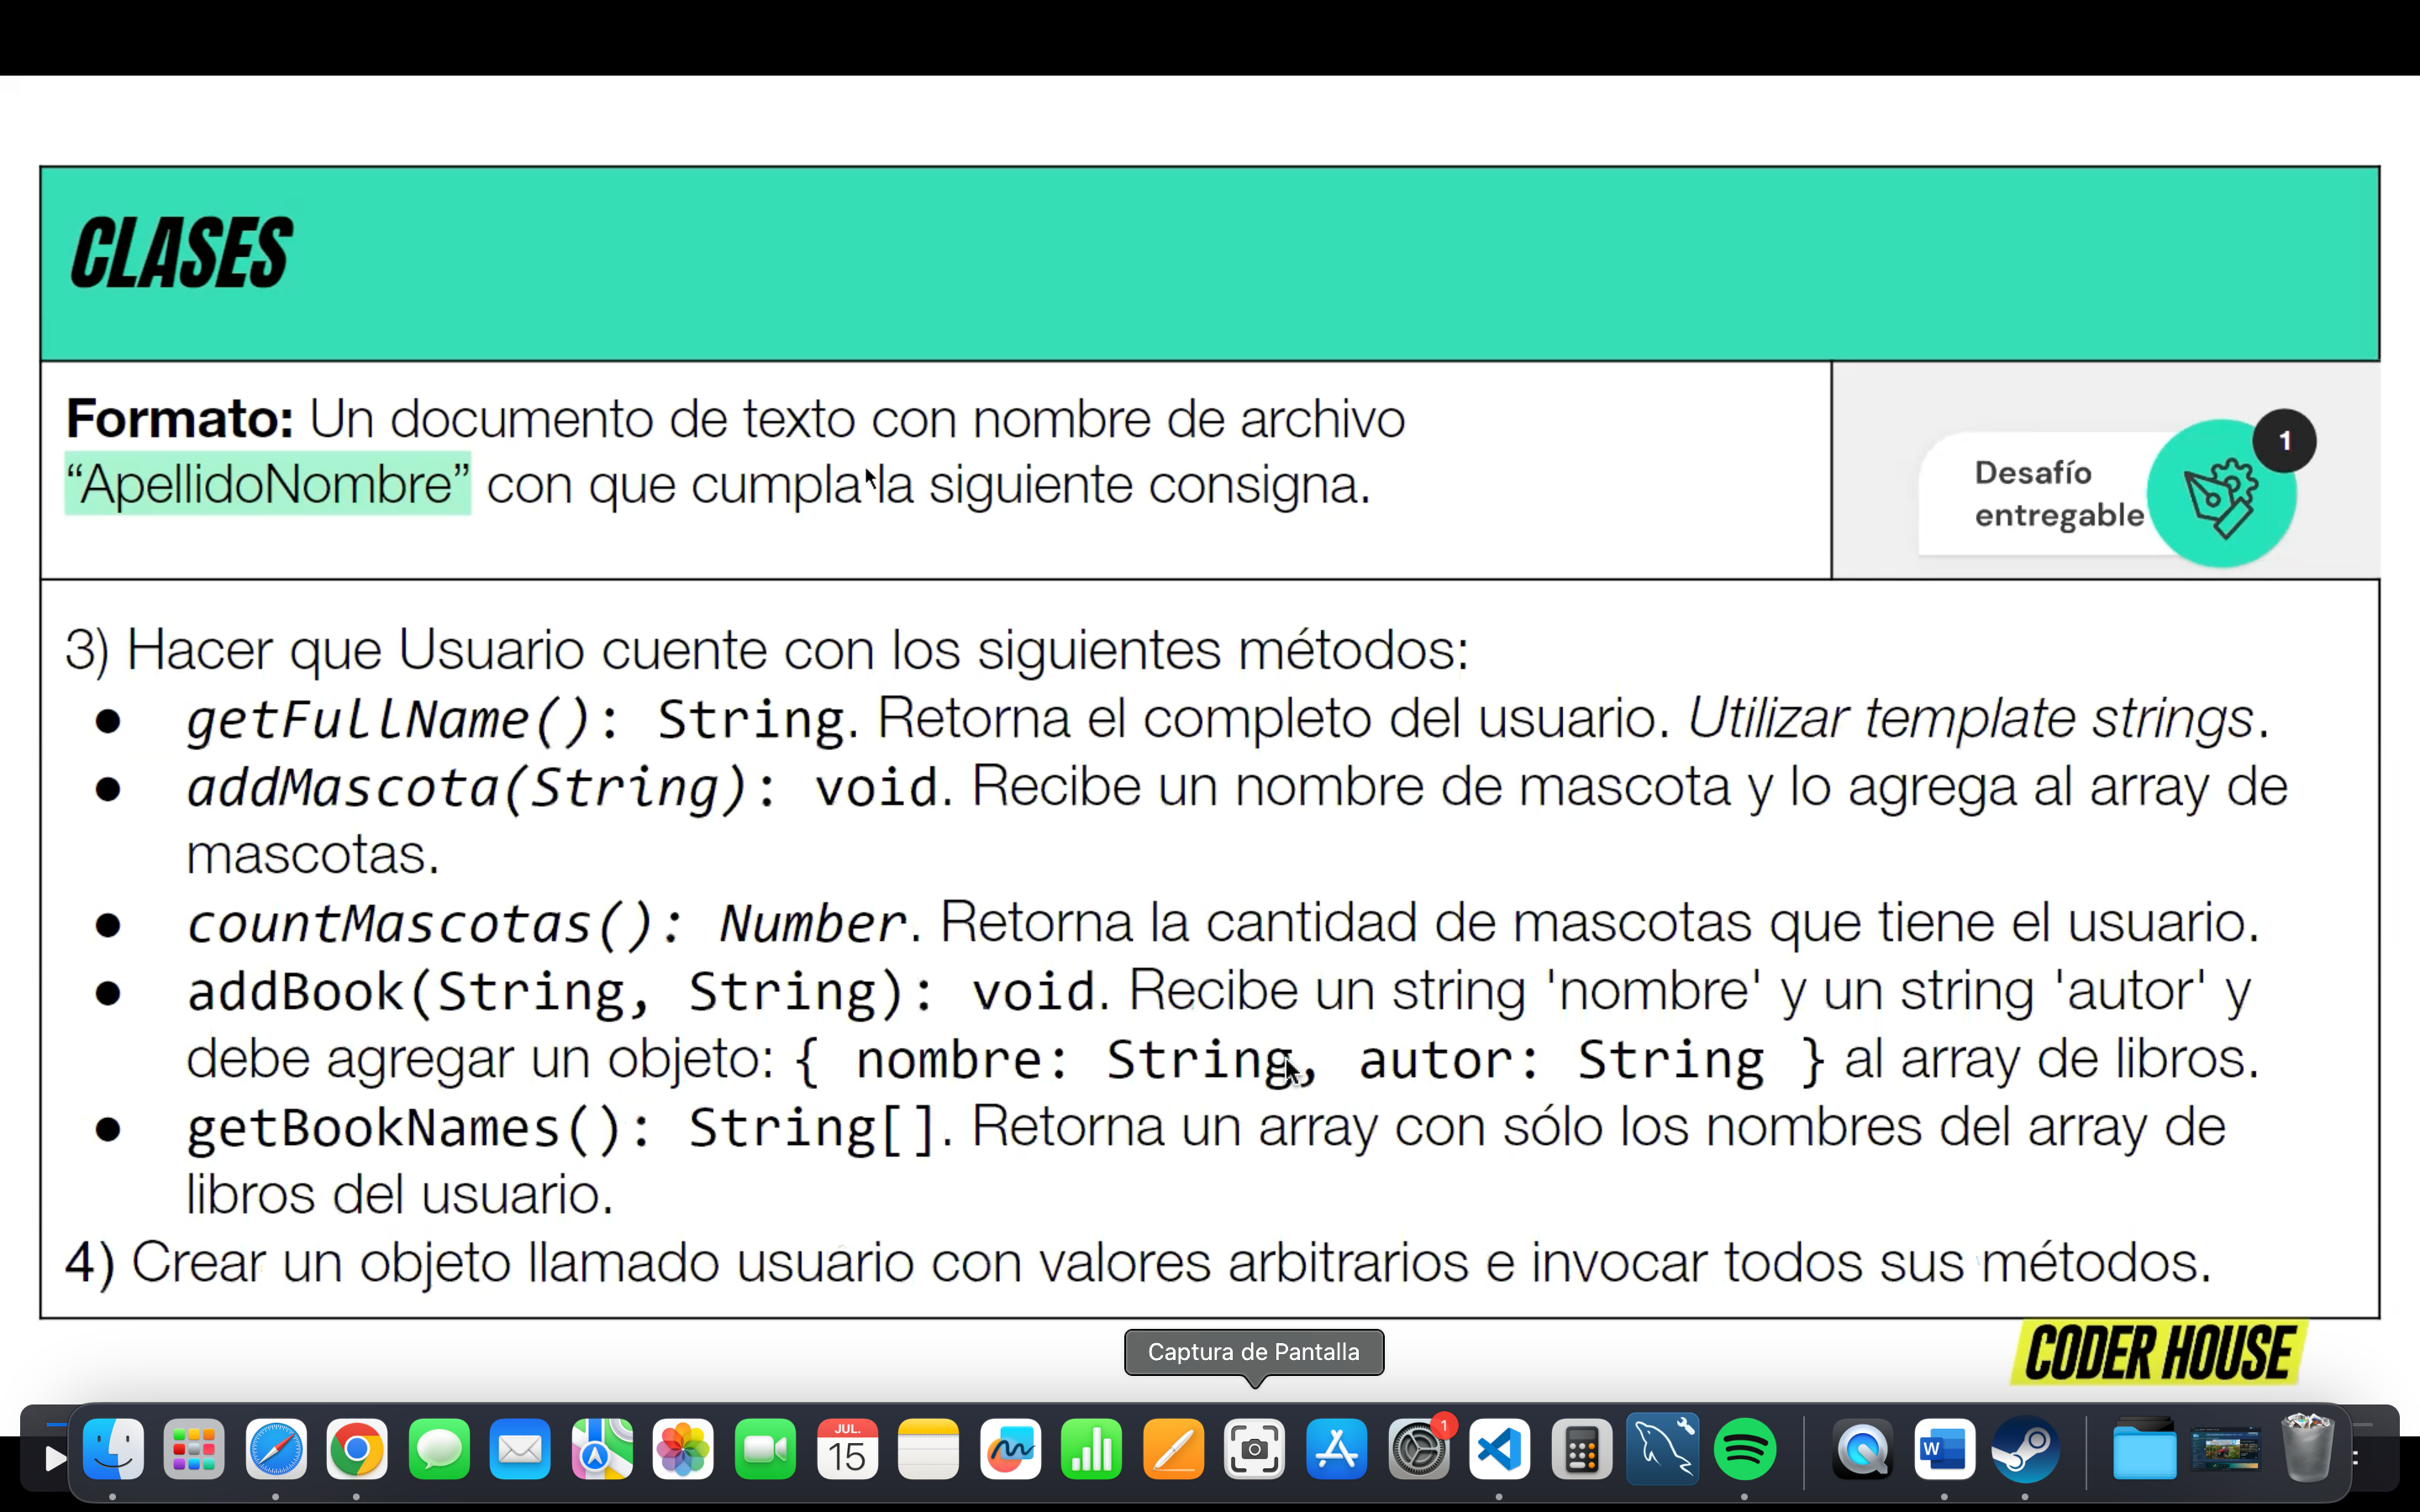 CLASES
Formato: Un documento de texto con nombre de archivo
“ApellidoNombre” con que cumpla la siguiente consigna.
1
Desafío
entregable
3) Hacer que Usuario cuente con los siguientes métodos:
● getFullName(): String. Retorna el completo del usuario. Utilizar template strings.
● addMascota(String): void. Recibe un nombre de mascota y lo agrega al array de
mascotas.
● countMascotas(): Number. Retorna la cantidad de mascotas que tiene el usuario.
● addBook(String, String): void. Recibe un string 'nombre' y un string 'autor' y
debe agregar un objeto: { nombre: String, autor: String } al array de libros.
● getBookNames(): String[]. Retorna un array con sólo los nombres del array de
libros del usuario.
4) Crear un objeto llamado usuario con valores arbitrarios e invocar todos sus métodos.
CODER HOUSE
Captura de Pantalla
JUL.
15
1
W